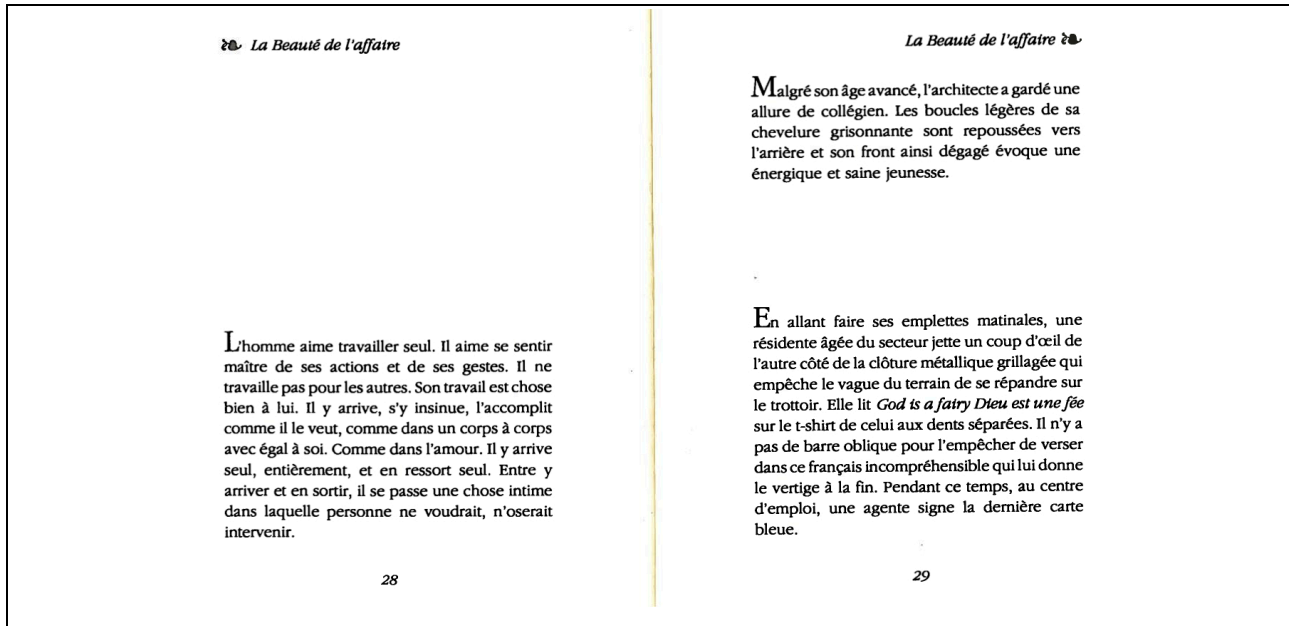 La Beauté de l'affaire
L'homme aime travailler seul. Il aime se sentir
maître de ses actions et de ses gestes. Il ne
travaille pas pour les autres. Son travail est chose
bien à lui. Il y arrive, s'y insinue, l'accomplit
comme il le veut, comme dans un corps à corps
avec égal à soi. Comme dans l'amour. Il y arrive
seul, entièrement, et en ressort seul. Entre y
arriver et en sortir, il se passe une chose intime
dans laquelle personne ne voudrait, n'oserait
intervenir.
28
La Beauté de l'affaire
Malgré son âge avancé, l'architecte a gardé une
allure de collégien. Les boucles légères de sa
chevelure grisonnante sont repoussées vers
l'arrière et son front ainsi dégagé évoque une
énergique et saine jeunesse.
En allant faire ses emplettes matinales, une
résidente âgée du secteur jette un coup d'œil de
l'autre côté de la clôture métallique grillagée qui
empêche le vague du terrain de se répandre sur
le trottoir. Elle lit God is a fairy Dieu est une fée
sur le t-shirt de celui aux dents séparées. Il n'y a
pas de barre oblique pour l'empêcher de verser
dans ce français incompréhensible qui lui donne
le vertige à la fin. Pendant ce temps, au centre
d'emploi, une agente signe la dernière carte
bleue.
29